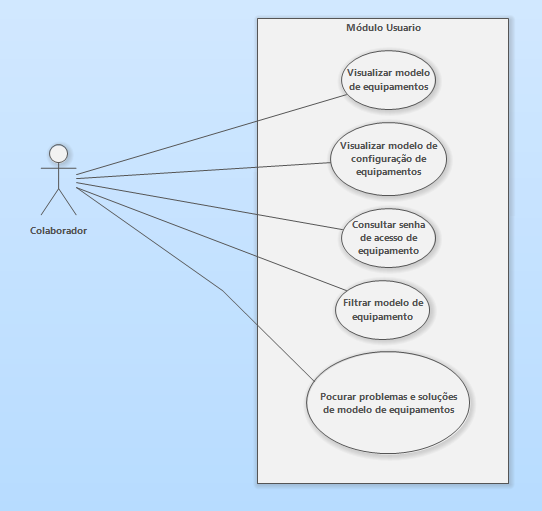 Módulo Usuario
Visualizar modelo
de equipamentos
Visualizar modelo de
configuração de
equipamentos
Colaborador
Consultar senha
de acesso de
equipamento
Filtrar modelo de
equipamento
Pocurar problemas e soluções
de modelo de equipamentos